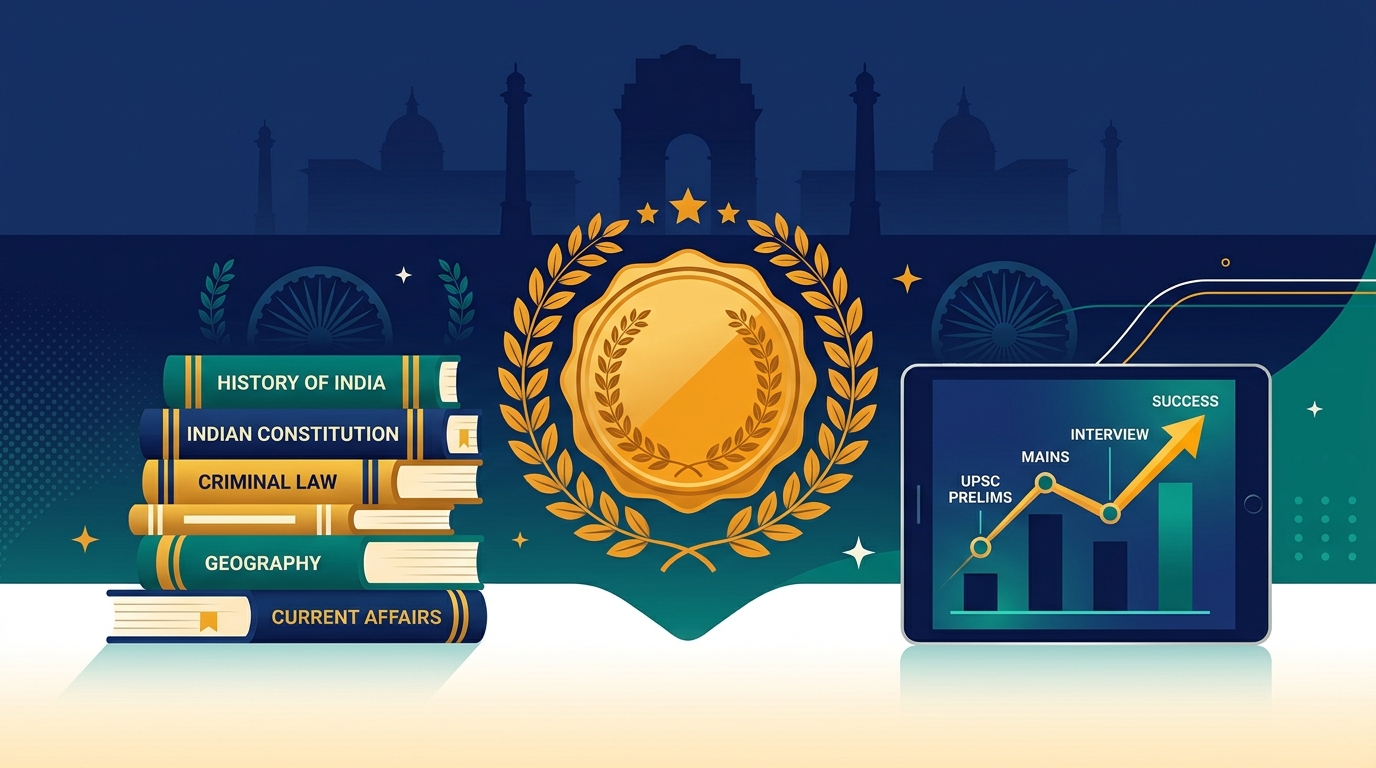 HISTORY OF INDIA
INDIAN CONSTITUTION
CRIMINAL LAW
GEOGRAPHY
CURRENT AFFAIRS
SUCCESS
INTERVIEW
MAINS
UPSC
PRELIMS